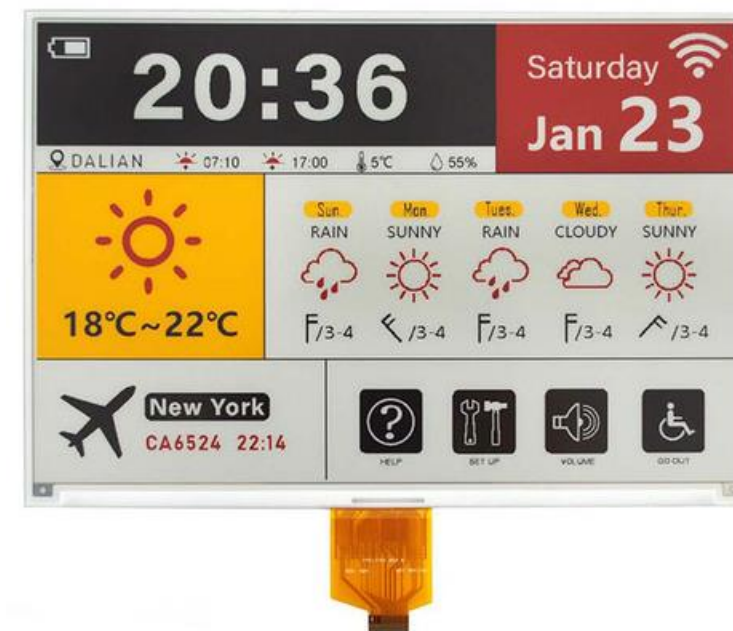 20:36
Saturday
Jan 23
DALIAN 07:10 17:00 5℃ 55%
18℃~22℃
Sun. Mon. Tues. Wed. Thur.
RAIN SUNNY RAIN CLOUDY SUNNY
/3-4 /3-4 /3-4 /3-4 /3-4
New York
CA6524 22:14
HELP SET UP VOLUME GO OUT